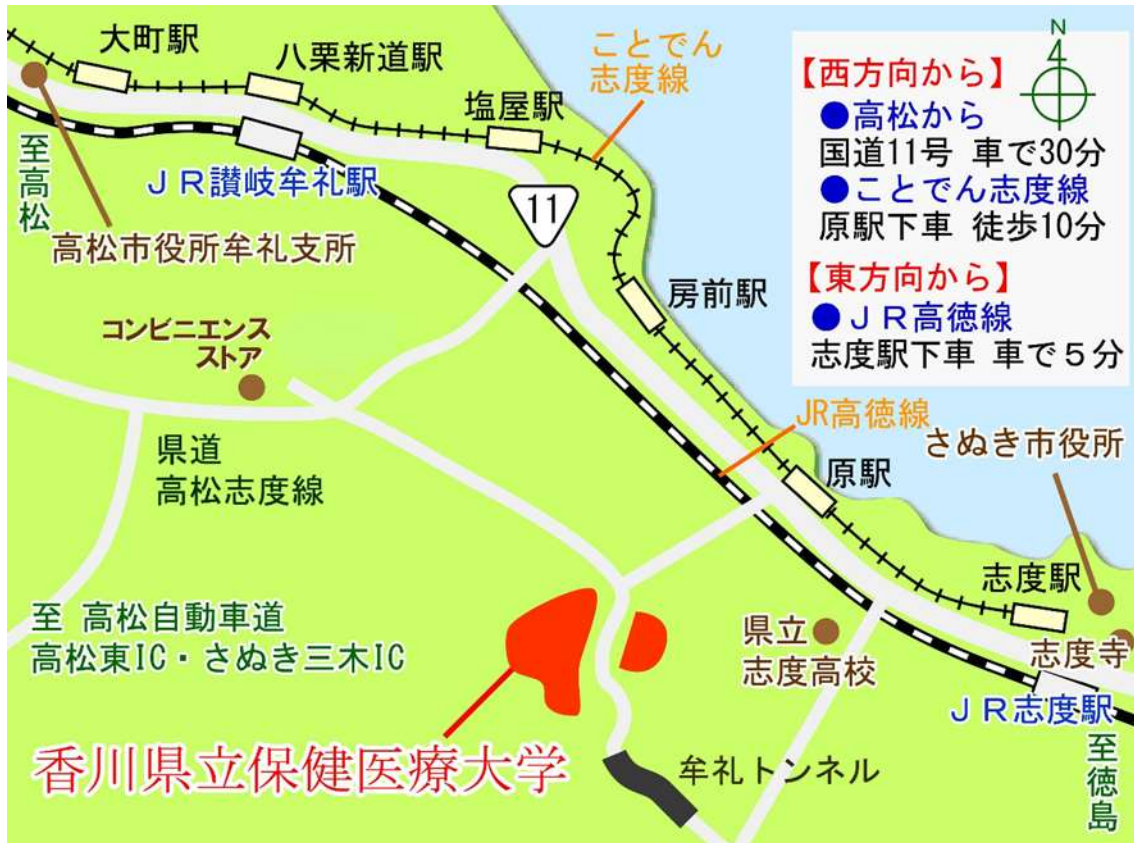 大町駅
八栗新道駅
塩屋駅
ことでん
志度線
N
【西方向から】
●高松から
国道11号 車で30分
●ことでん志度線
原駅下車 徒歩10分
【東方向から】
●ＪＲ高徳線
志度駅下車 車で５分
至高松
ＪＲ讃岐牟礼駅
高松市役所牟礼支所
11
房前駅
コンビニエンス
ストア
JR高徳線
さぬき市役所
県道
高松志度線
原駅
志度駅
至 高松自動車道
高松東IC・さぬき三木IC
県立
志度高校
志度寺
ＪＲ志度駅
香川県立保健医療大学
牟礼トンネル
至徳島